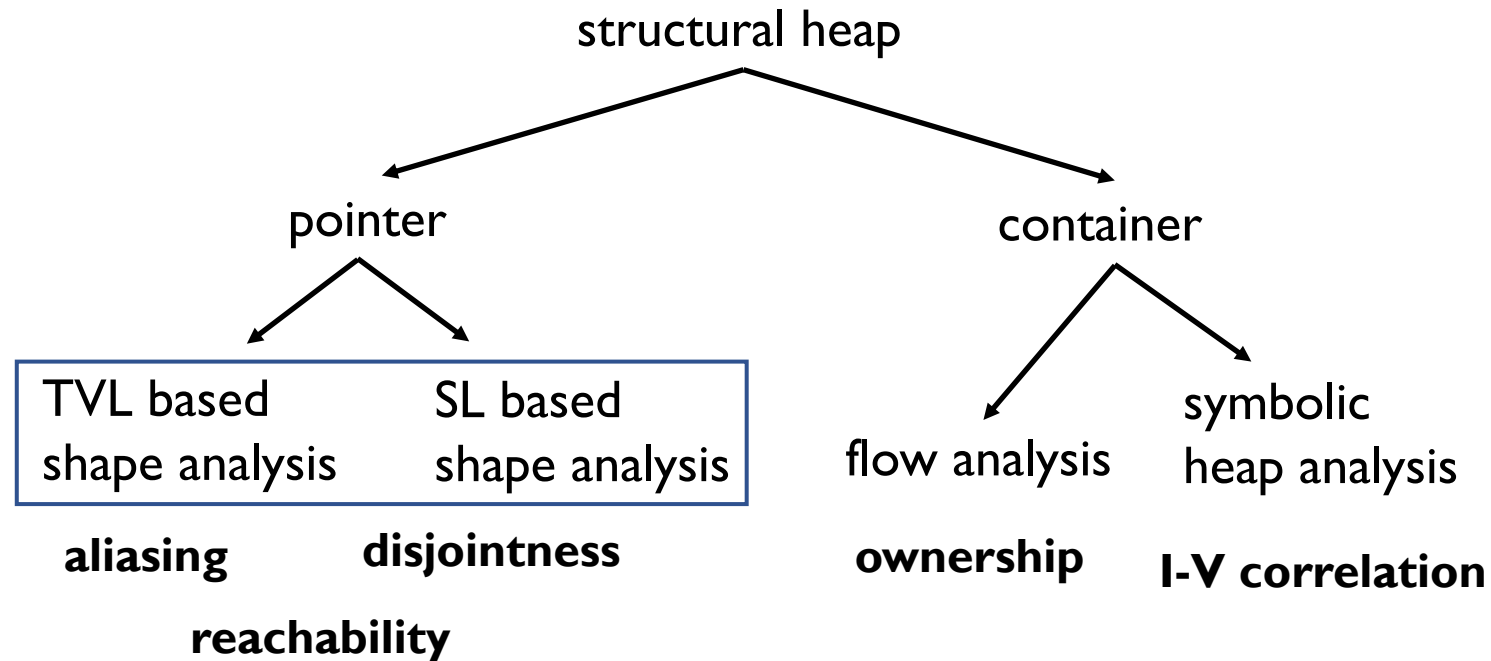 structural heap
pointer
container
TVL based
shape analysis
SL based
shape analysis
flow analysis
symbolic
heap analysis
aliasing
disjointness
reachability
ownership
I-V correlation